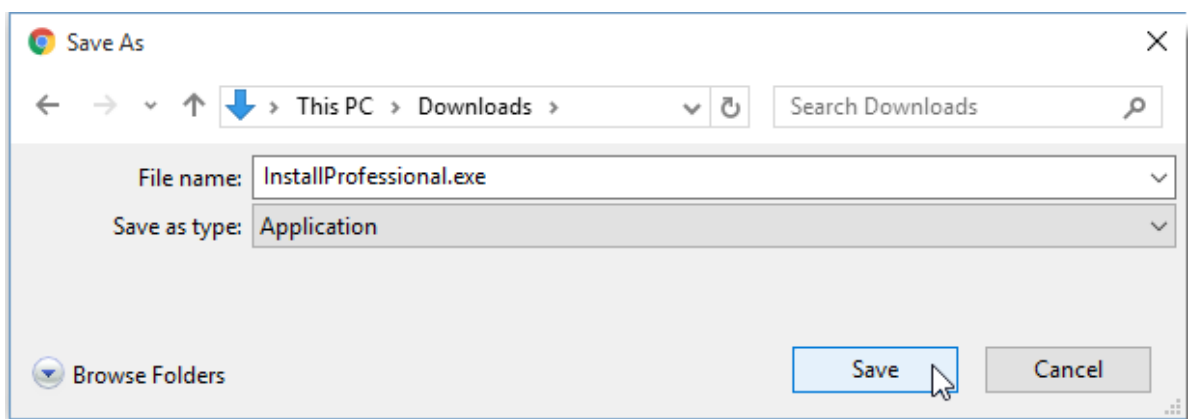 Save As
This PC > Downloads >
Search Downloads
File name: InstallProfessional.exe
Save as type: Application
Browse Folders
Save
Cancel